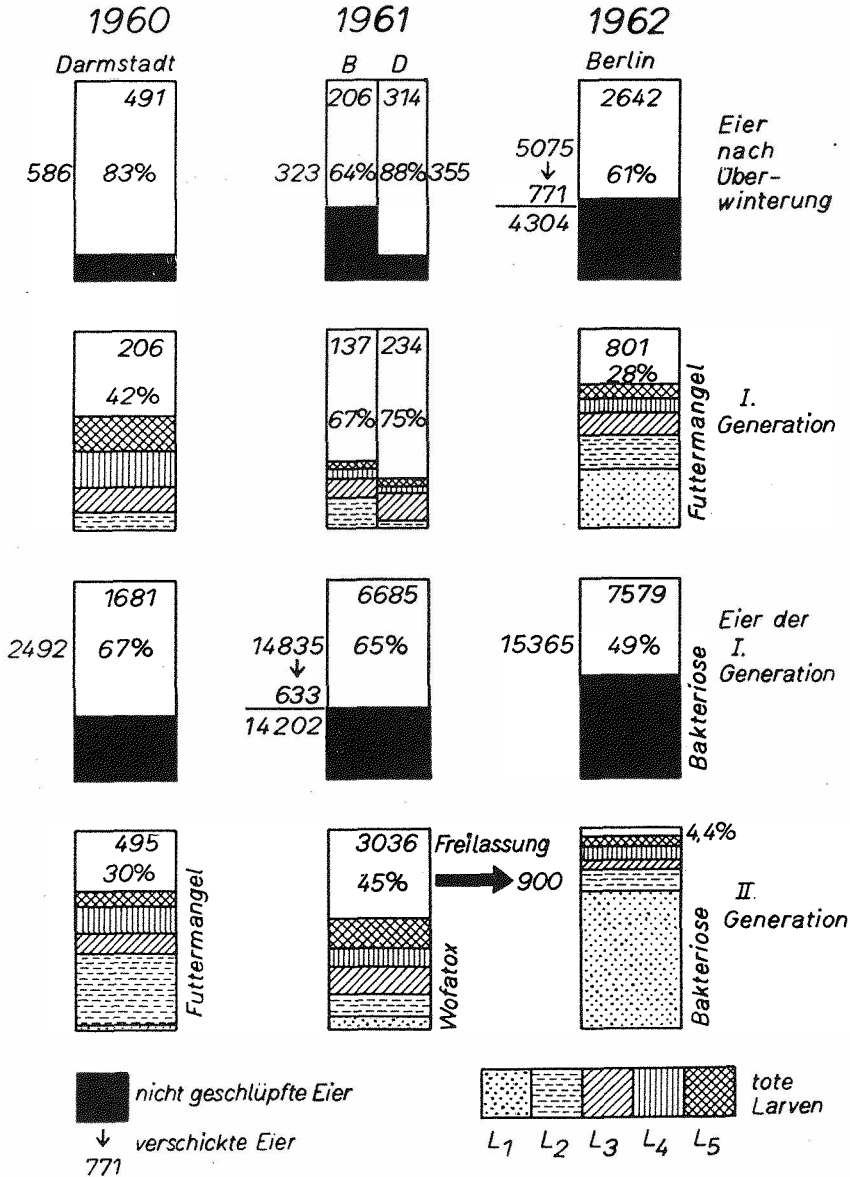 1960 1961 1962
Darmstadt B D Berlin
491 206 314 2642
586 83% 323 64% 88% 355 5075 61%
↓
771
4304
Eier
nach
Über-
winterung
206 137 234 801
42% 67% 75% 28%
Futtermangel
I.
Generation
1681 6685 7579
2492 67% 14835 65% 15365 49%
↓
633
14202
Bakteriose
Eier der
I.
Generation
495 3036 Freilassung 4,4%
30% 45% 900
Futtermangel
Wofatox
Bakteriose
II.
Generation
nicht geschlüpfte Eier
↓ verschickte Eier
771
tote
Larven
L1 L2 L3 L4 L5